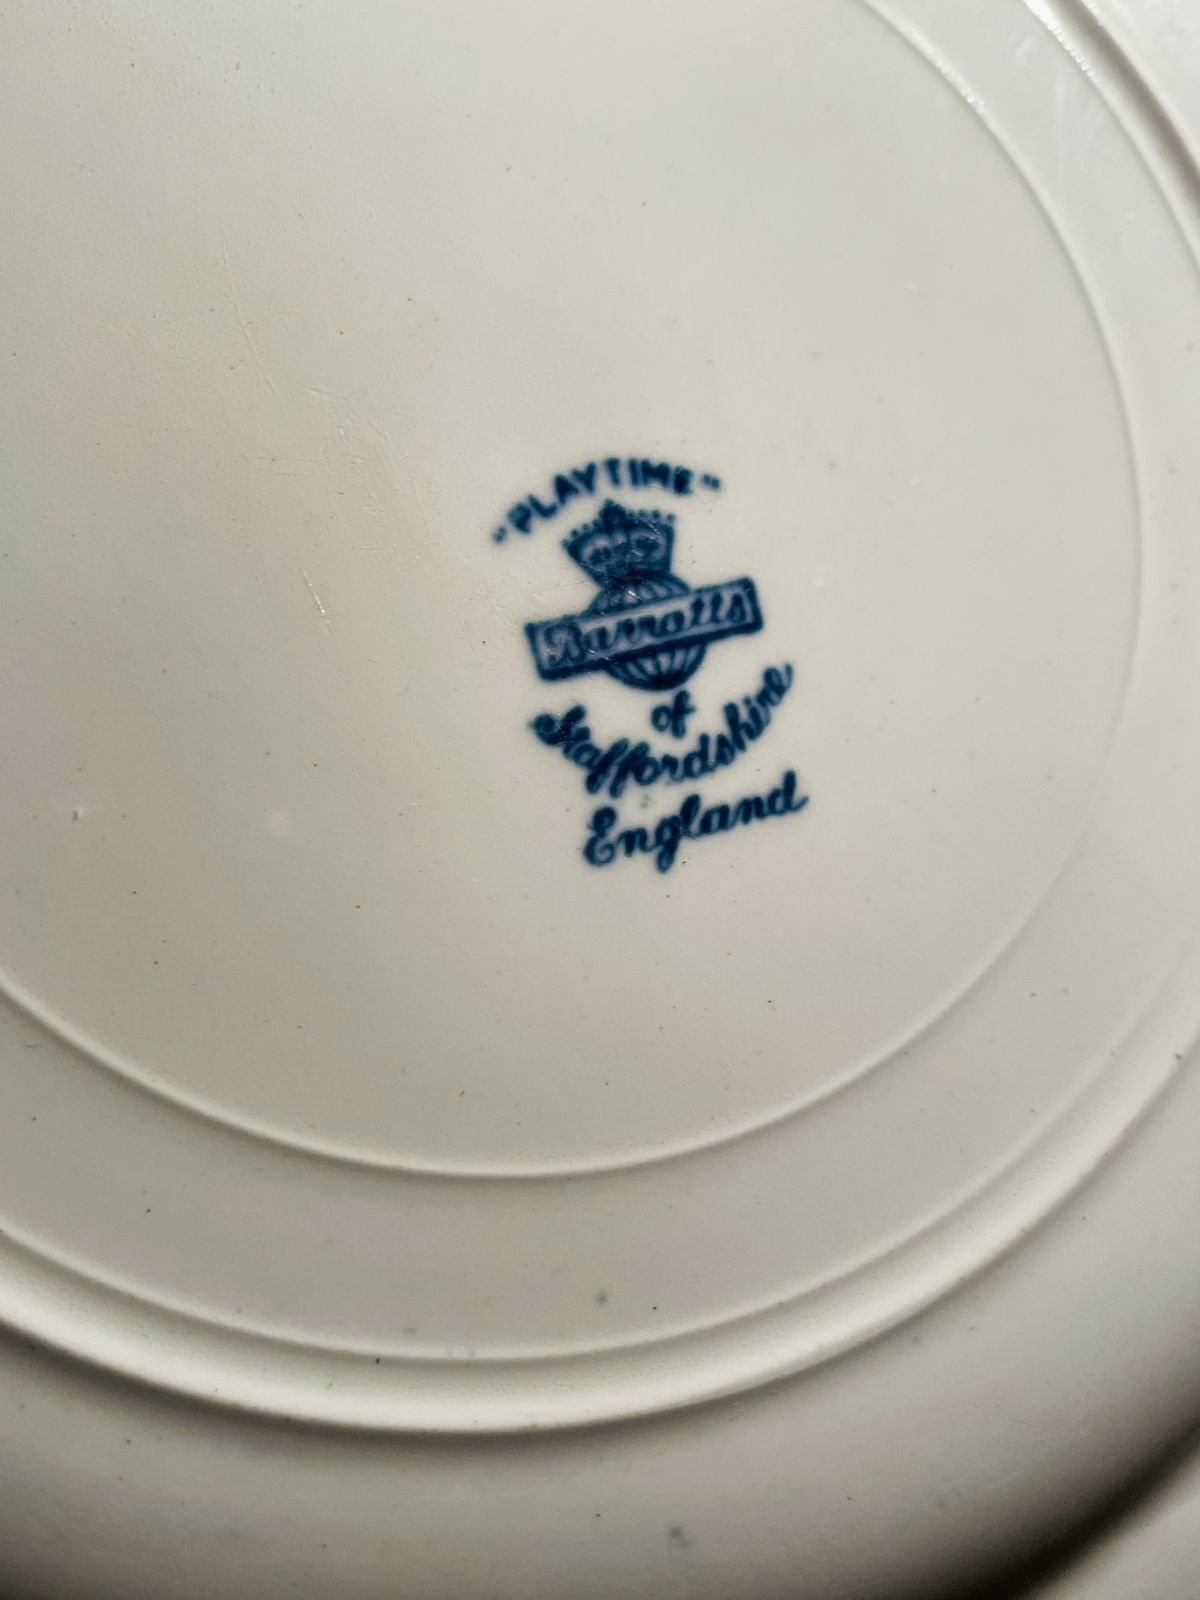 "PLAYTIME"
Barratts
of
Staffordshire
England